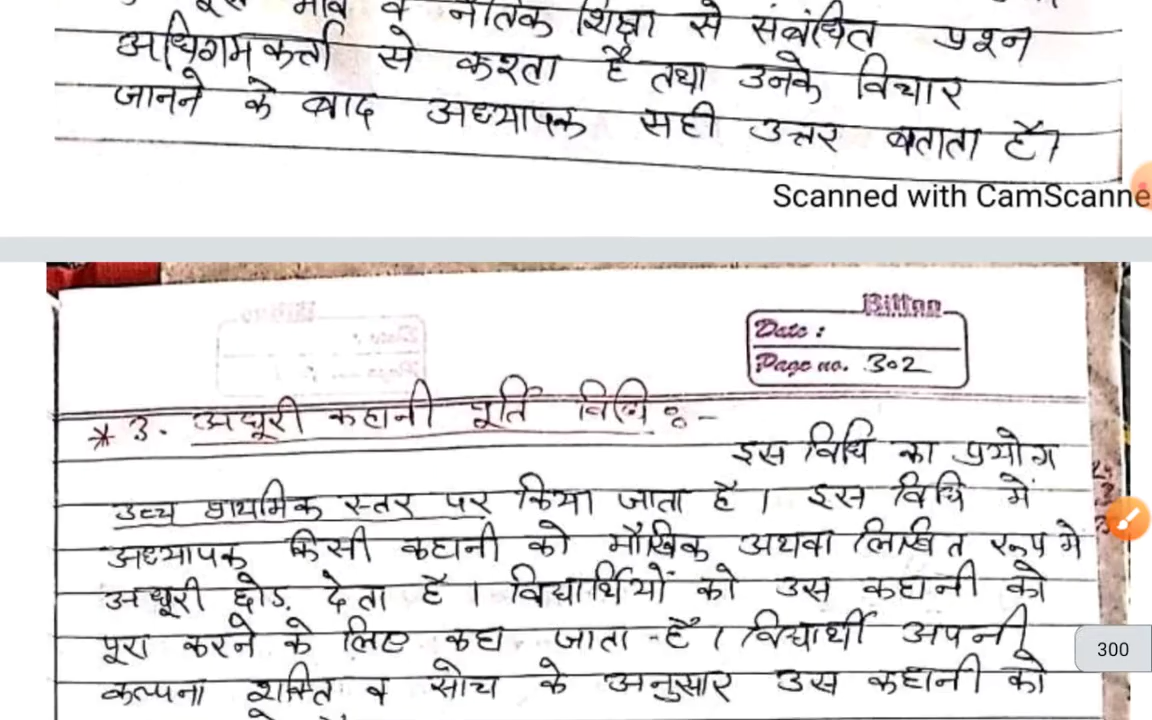 भाव व नैतिक शिक्षा से संबंधित प्रश्न
अधिगमकर्ता से करता है तथा उनके विचार
जानने के बाद अध्यापक सही उत्तर बताता है।
Scanned with CamScanne
Bittoo
Date :
Page no. 302
* 3. अधूरी कहानी पूर्ति विधि :-
इस विधि का प्रयोग
उच्च प्राथमिक स्तर पर किया जाता है । इस विधि में
अध्यापक किसी कहानी को मौखिक अथवा लिखित रूप मे
अधूरी छोड़ देता है । विद्यार्थियों को उस कहानी को
पूरा करने के लिए कहा जाता है । विद्यार्थी अपनी
300
कल्पना शक्ति व सोच के अनुसार उस कहानी को